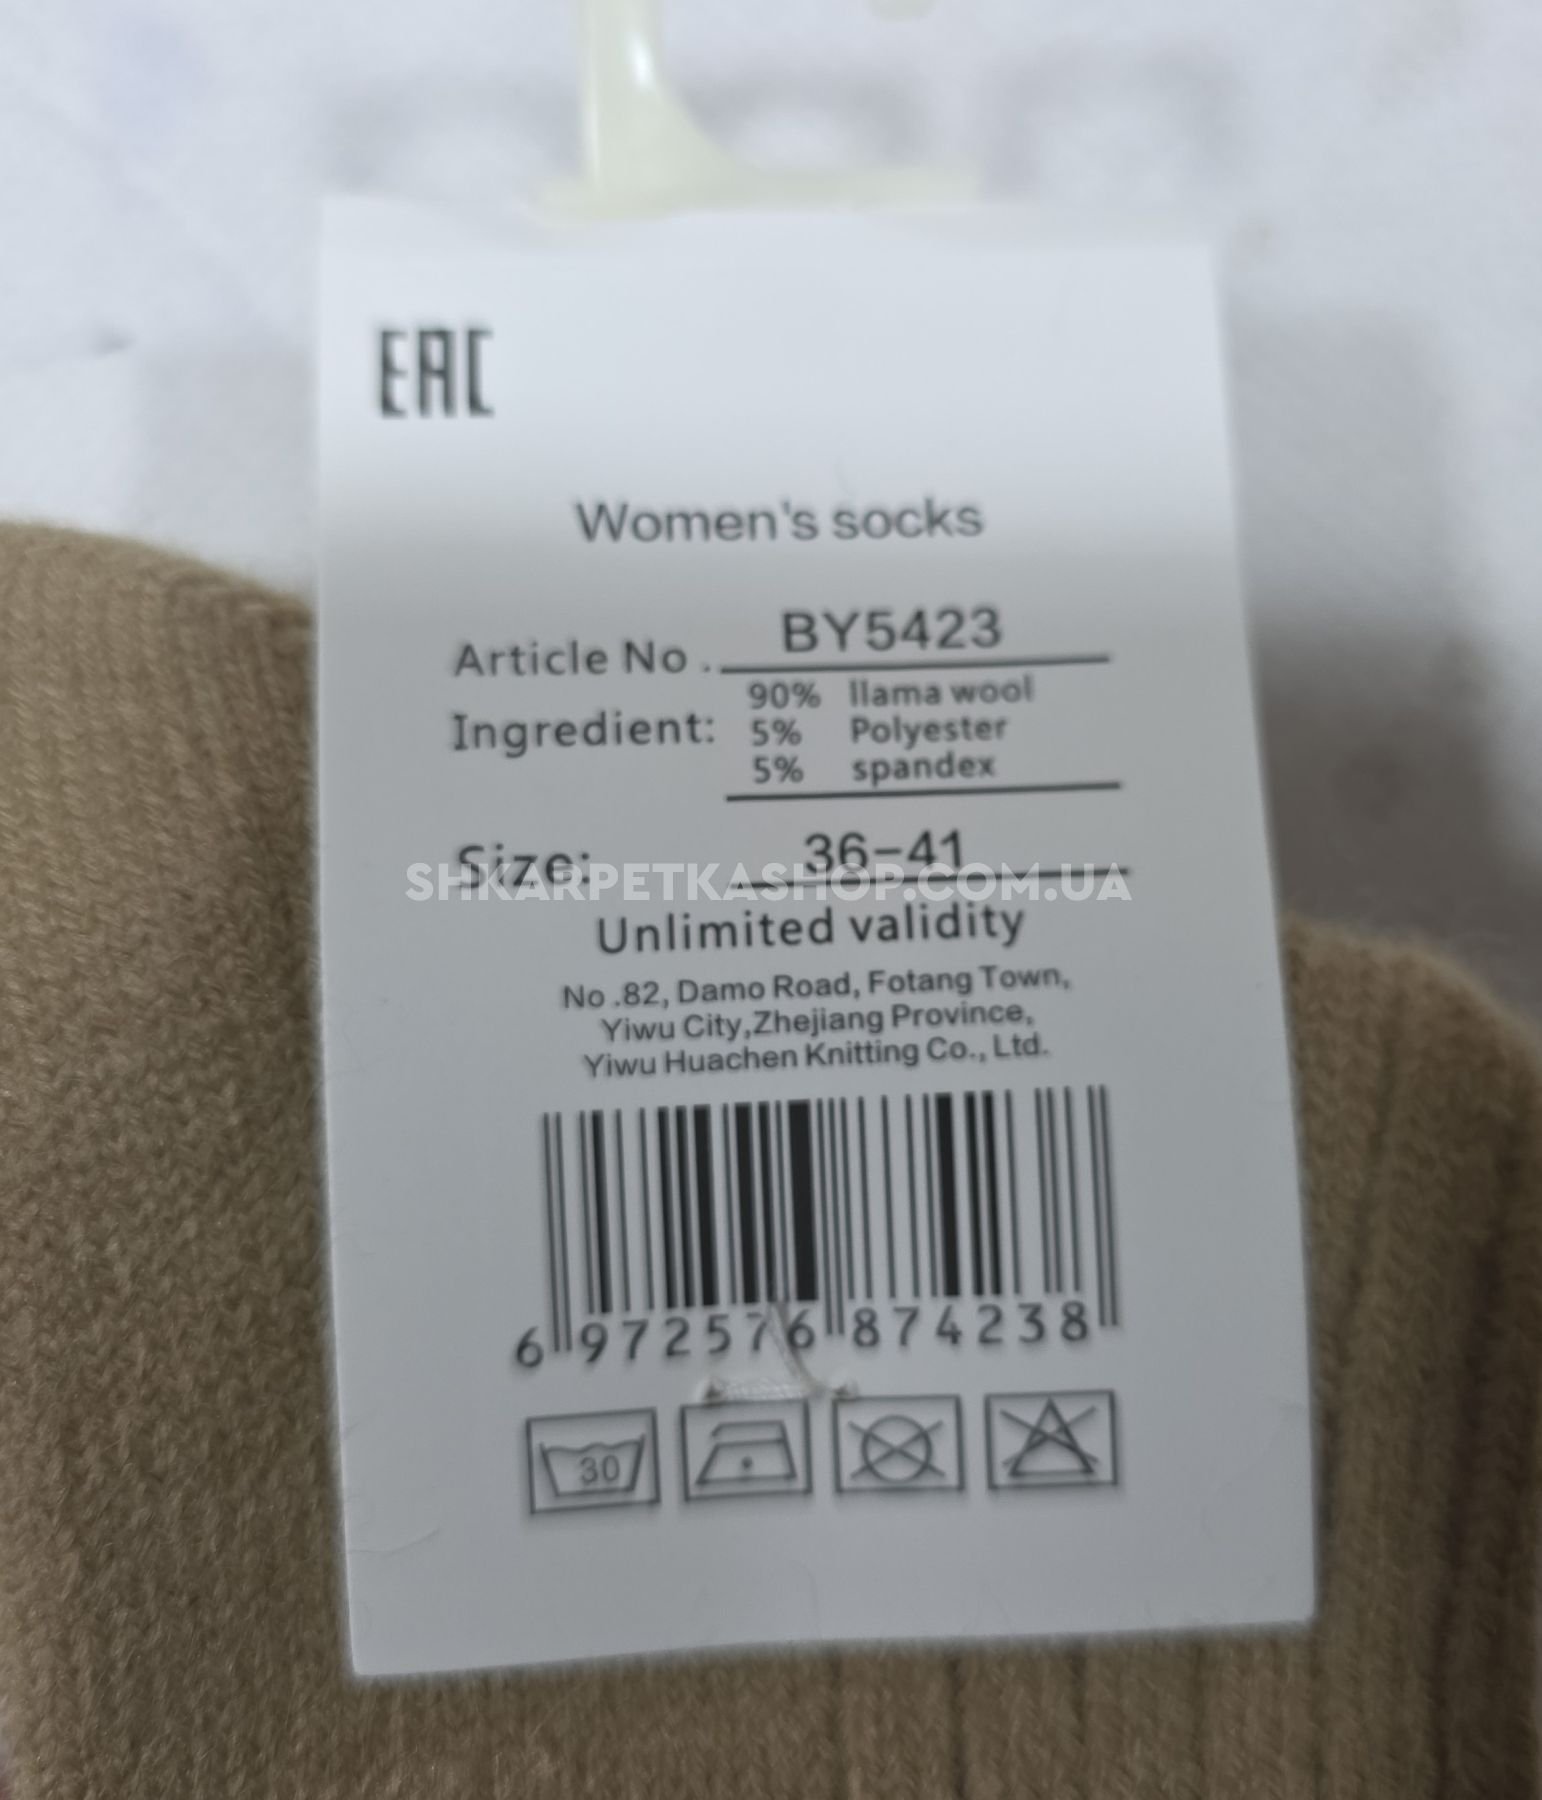 EAC
Women's socks
Article No . BY5423
Ingredient: 90% llama wool
5% Polyester
5% spandex
Size: 36-41
SHKARPETKASHOP.COM.UA
Unlimited validity
No .82, Damo Road, Fotang Town,
Yiwu City,Zhejiang Province,
Yiwu Huachen Knitting Co., Ltd.
6 972576 874238
30